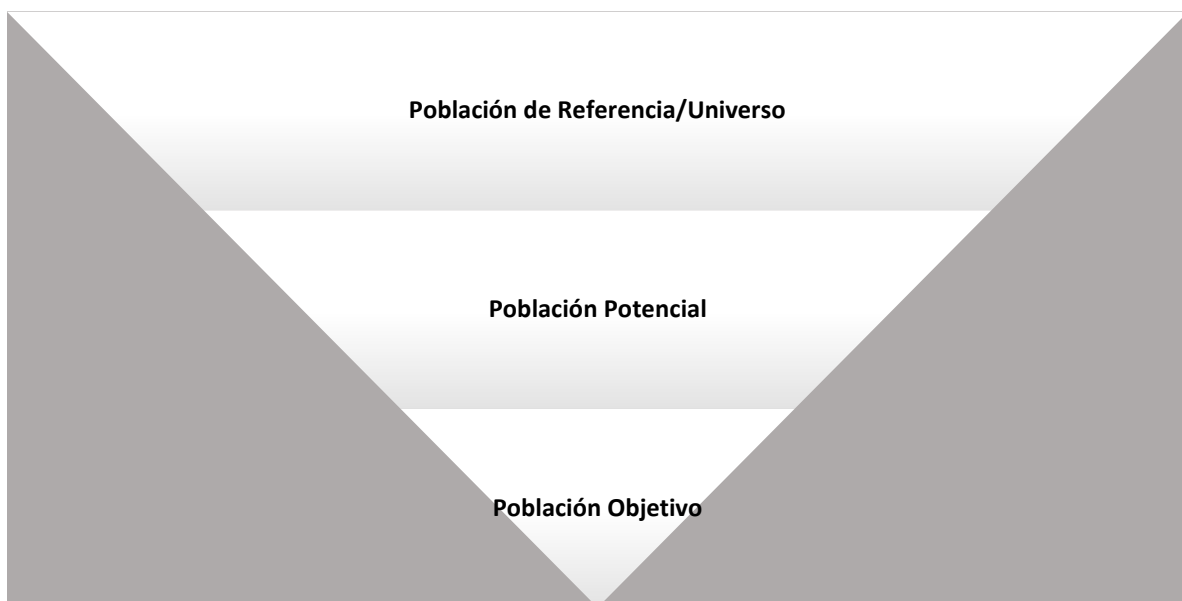 Población de Referencia/Universo
Población Potencial
Población Objetivo